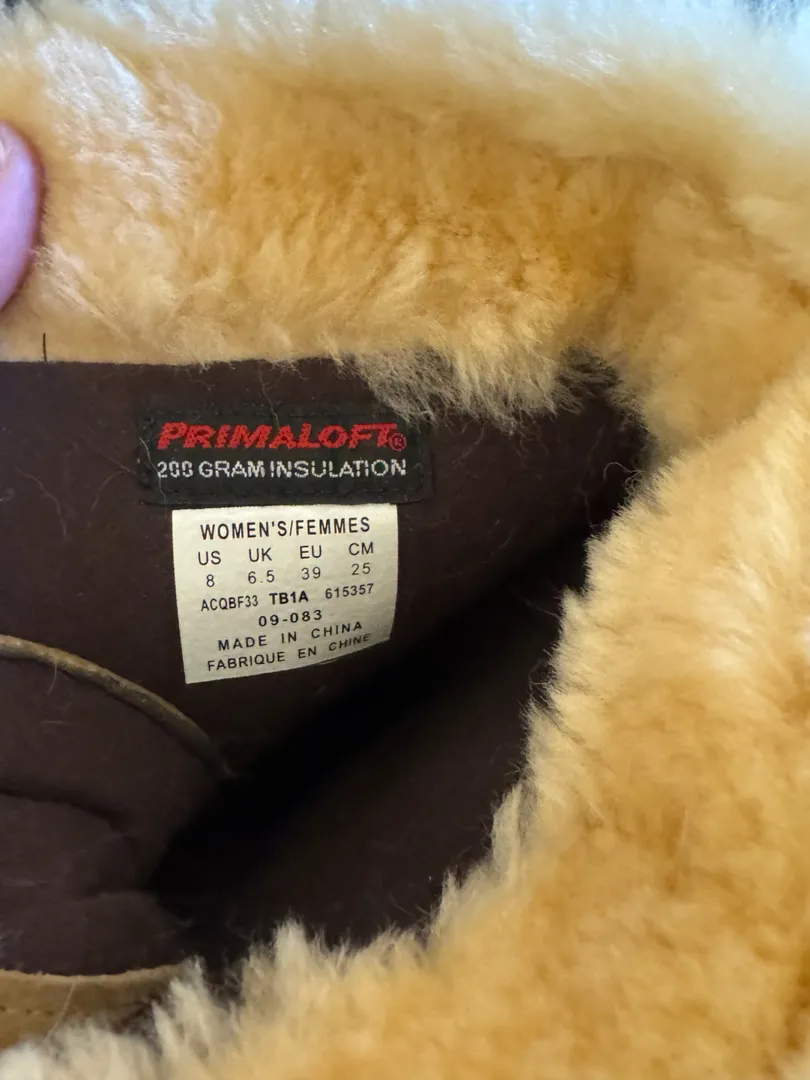 PRIMALOFT®
200 GRAM INSULATION
WOMEN'S/FEMMES
US UK EU CM
8 6.5 39 25
ACQBF33 TB1A 615357
09-083
MADE IN CHINA
FABRIQUE EN CHINE